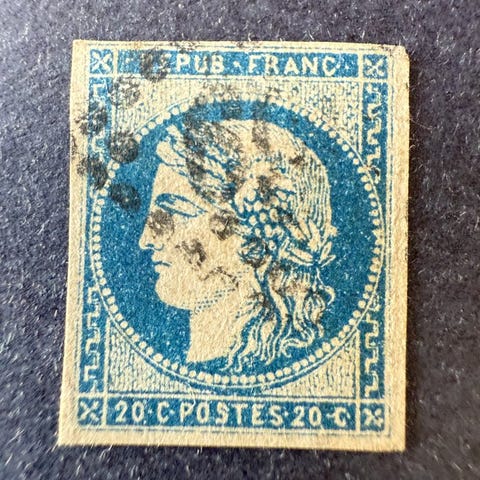 REPUB · FRANC
20 · C · POSTES · 20 · C